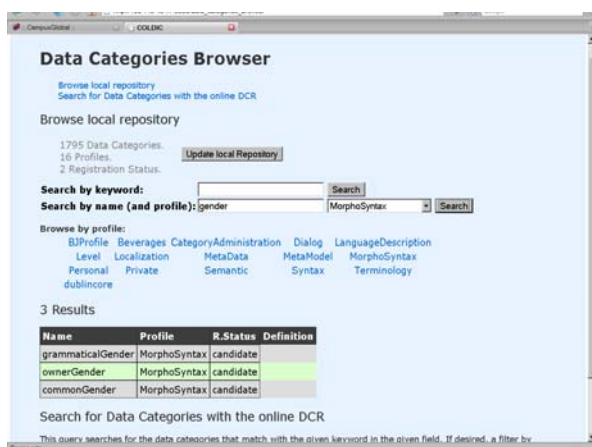 CampusGlobal
COLDIC
Data Categories Browser
Browse local repository
Search for Data Categories with the online DCR
Browse local repository
1795 Data Categories.
16 Profiles.
2 Registration Status.
Update local Repository
Search by keyword: Search
Search by name (and profile): gender MorphoSyntax Search
Browse by profile:
BJProfile Beverages CategoryAdministration Dialog LanguageDescription
Level Localization MetaData MetaModel MorphoSyntax
Personal Private Semantic Syntax Terminology
dublincore
3 Results
Name Profile R.Status Definition
grammaticalGender MorphoSyntax candidate
ownerGender MorphoSyntax candidate
commonGender MorphoSyntax candidate
Search for Data Categories with the online DCR
This query searches for the data categories that match with the given keyword in the given field. If desired, a filter by